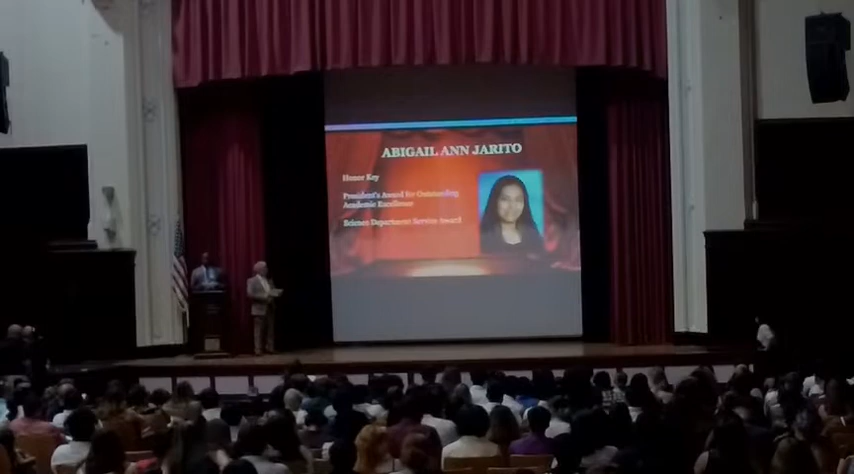 ABIGAIL ANN JARITO
Honor Key
President's Award for Outstanding
Academic Excellence
Science Department Service Award